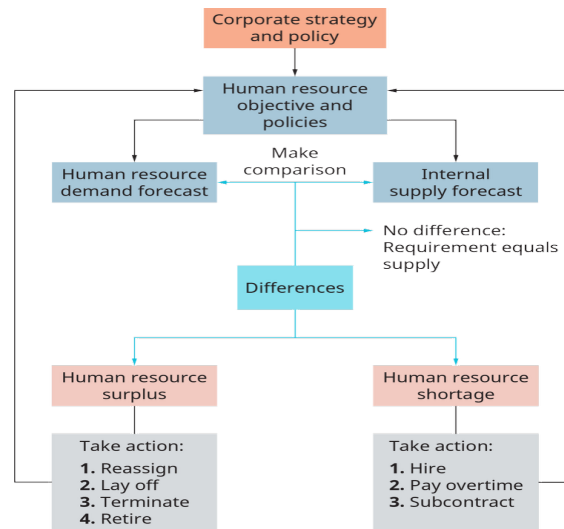 Corporate strategy
and policy
Human resource
objective and
policies
Make
comparison
Human resource
demand forecast
Internal
supply forecast
No difference:
Requirement equals
supply
Differences
Human resource
surplus
Human resource
shortage
Take action:
1. Reassign
2. Lay off
3. Terminate
4. Retire
Take action:
1. Hire
2. Pay overtime
3. Subcontract